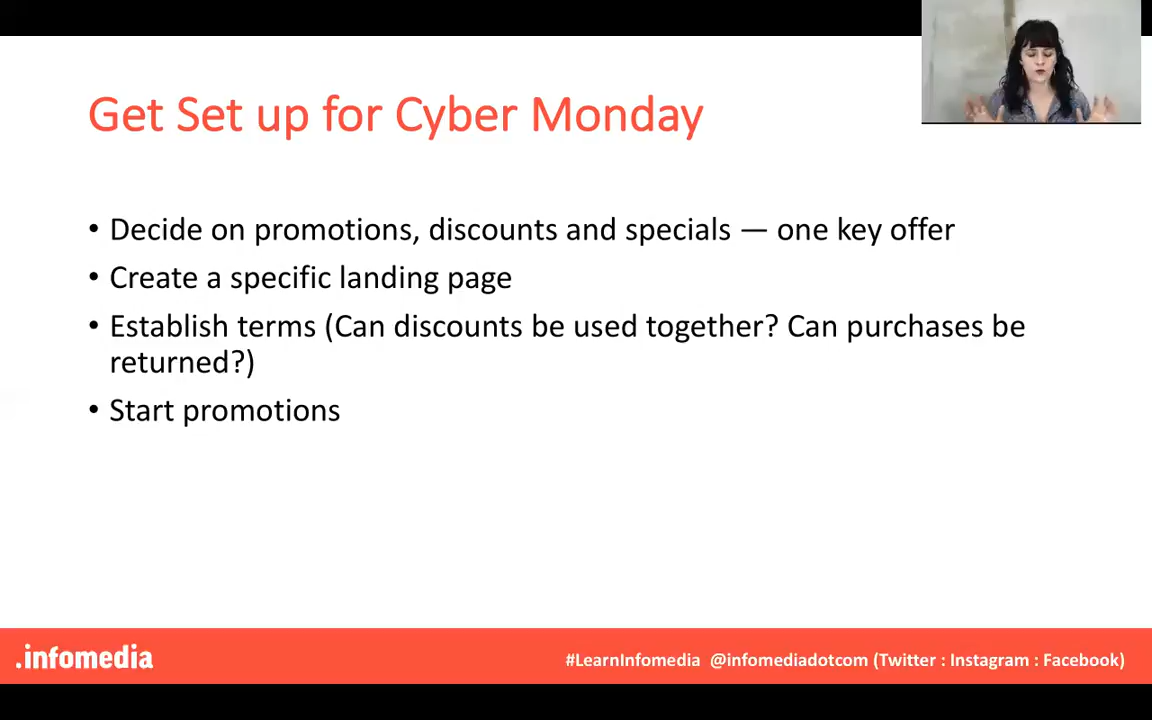 Get Set up for Cyber Monday
• Decide on promotions, discounts and specials — one key offer
• Create a specific landing page
• Establish terms (Can discounts be used together? Can purchases be
returned?)
• Start promotions
.infomedia
#LearnInfomedia @infomediadotcom (Twitter : Instagram : Facebook)